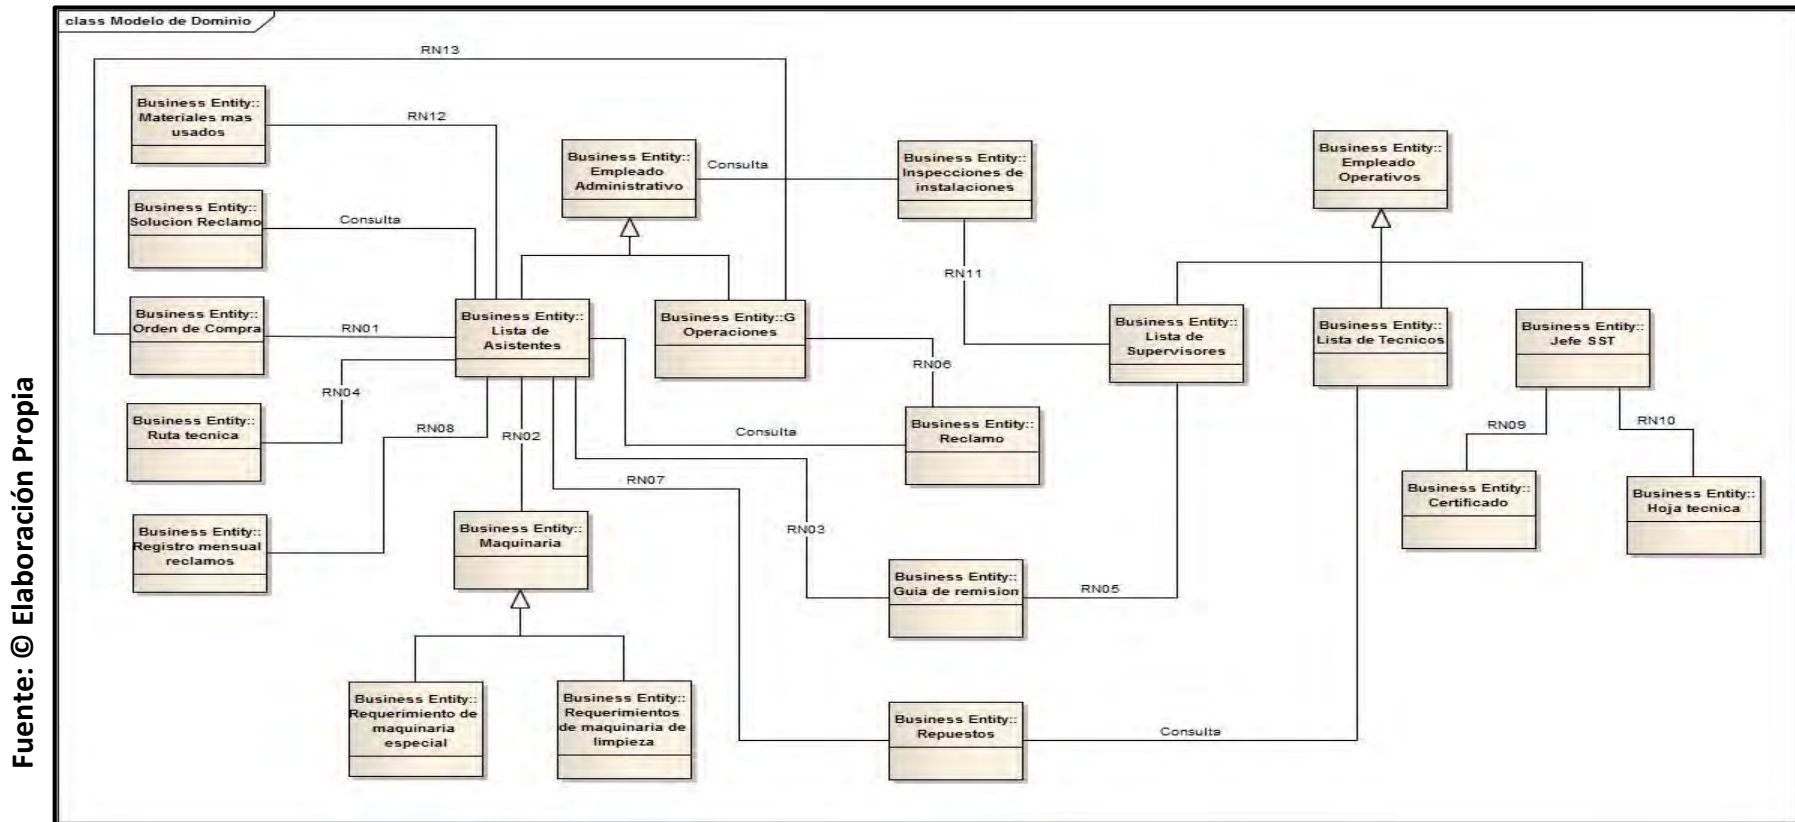 class Modelo de Dominio
RN13
Business Entity::
Materiales mas
usados
RN12
Business Entity::
Empleado
Administrativo
Consulta
Business Entity::
Inspecciones de
instalaciones
Business Entity::
Empleado
Operativos
Business Entity::
Solucion Reclamo
Consulta
RN11
Business Entity::
Orden de Compra
RN01
Business Entity::
Lista de
Asistentes
Business Entity::G
Operaciones
Business Entity::
Lista de
Supervisores
Business Entity::
Lista de Tecnicos
Business Entity::
Jefe SST
RN06
RN04
Business Entity::
Ruta tecnica
RN08
RN02
Consulta
Business Entity::
Reclamo
RN09
RN10
RN07
Business Entity::
Certificado
Business Entity::
Hoja tecnica
Business Entity::
Registro mensual
reclamos
Business Entity::
Maquinaria
RN03
Business Entity::
Guia de remision
RN05
Business Entity::
Requerimiento de
maquinaria
especial
Business Entity::
Requerimientos
de maquinaria de
limpieza
Business Entity::
Repuestos
Consulta
Fuente: © Elaboración Propia